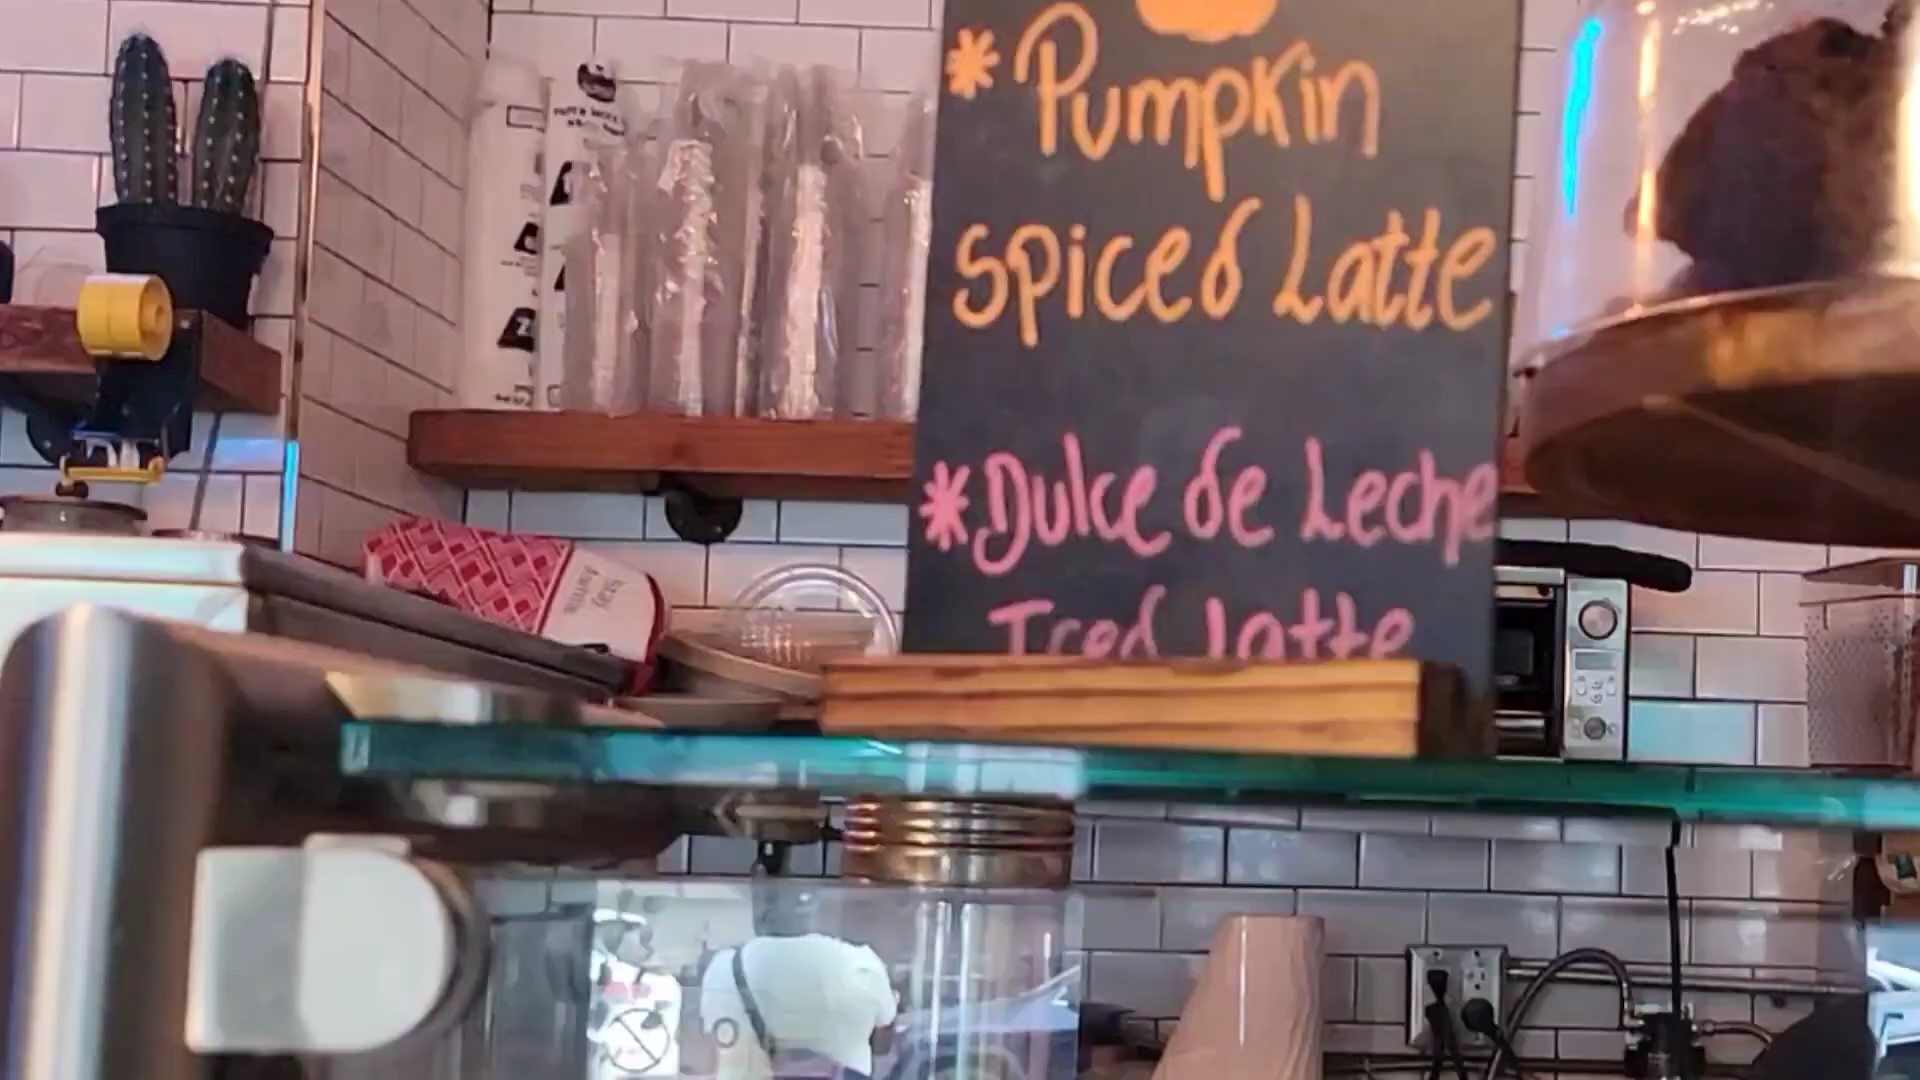 *Pumpkin
Spiced Latte
*Dulce de Leche
Iced Latte